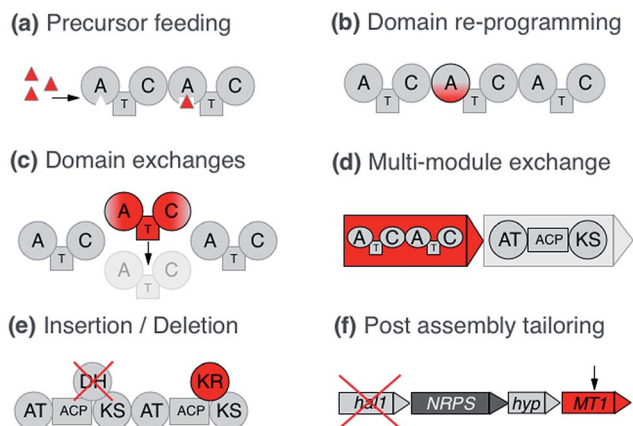 (a) Precursor feeding
A C A C
T T
(b) Domain re-programming
A C A C A C
T T T
(c) Domain exchanges
A C
T
A C
T
A C
T
A C
T
(d) Multi-module exchange
A C A C
T T
AT ACP KS
(e) Insertion / Deletion
DH KR
AT ACP KS AT ACP KS
(f) Post assembly tailoring
hal1 NRPS hyp MT1